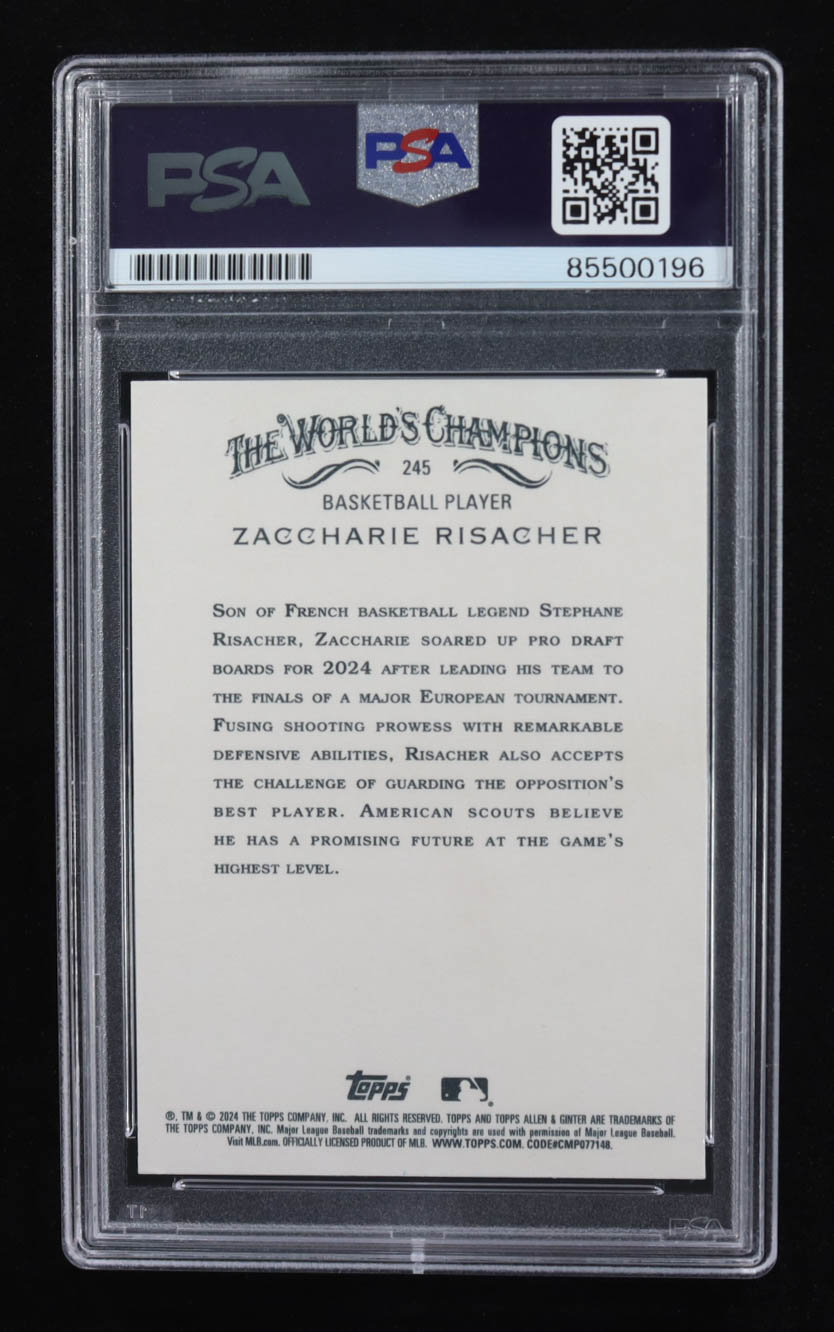 PSA PSA
85500196
THE WORLD'S CHAMPIONS
245
BASKETBALL PLAYER
ZACCHARIE RISACHER
SON OF FRENCH BASKETBALL LEGEND STEPHANE
RISACHER, ZACCHARIE SOARED UP PRO DRAFT
BOARDS FOR 2024 AFTER LEADING HIS TEAM TO
THE FINALS OF A MAJOR EUROPEAN TOURNAMENT.
FUSING SHOOTING PROWESS WITH REMARKABLE
DEFENSIVE ABILITIES, RISACHER ALSO ACCEPTS
THE CHALLENGE OF GUARDING THE OPPOSITION'S
BEST PLAYER. AMERICAN SCOUTS BELIEVE
HE HAS A PROMISING FUTURE AT THE GAME'S
HIGHEST LEVEL.
TOPPS®
®, TM & © 2024 THE TOPPS COMPANY, INC. ALL RIGHTS RESERVED. TOPPS AND TOPPS ALLEN & GINTER ARE TRADEMARKS OF
THE TOPPS COMPANY, INC. Major League Baseball trademarks and copyrights are used with permission of Major League Baseball.
Visit MLB.com. OFFICIALLY LICENSED PRODUCT OF MLB. WWW.TOPPS.COM. CODE#CMP077148.
PSA